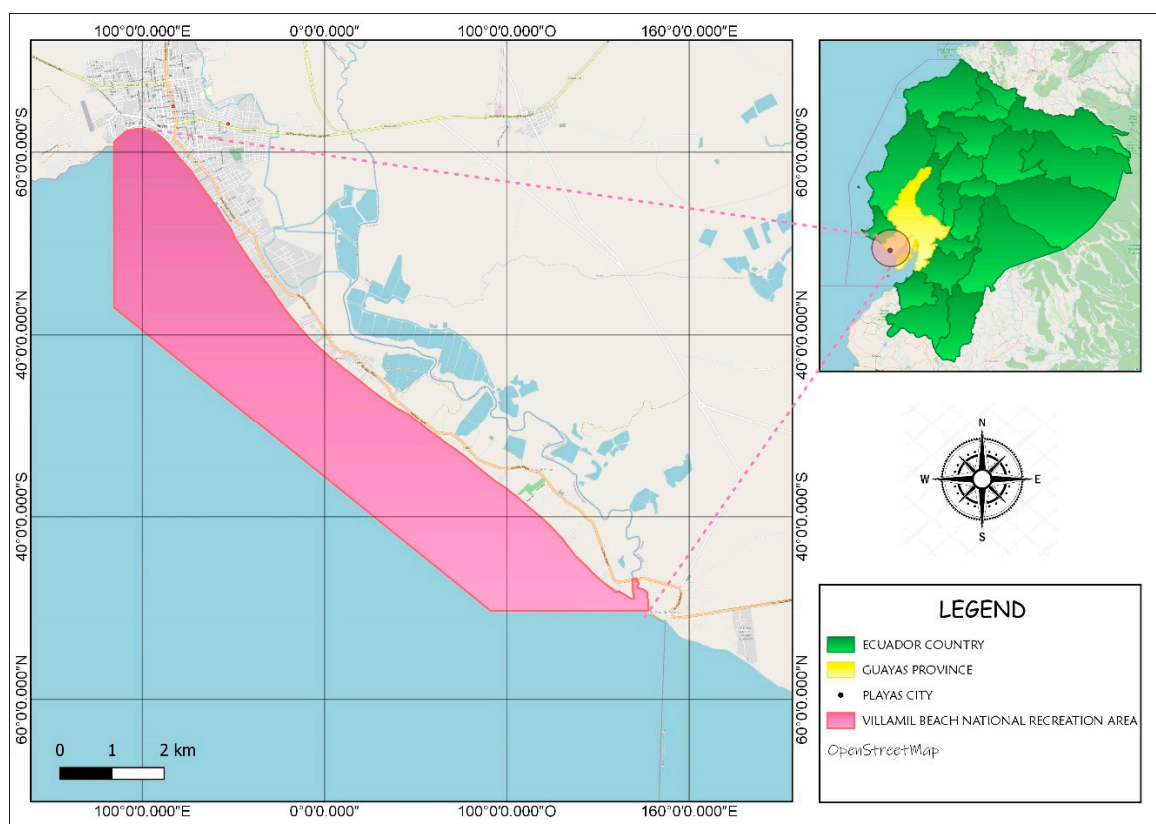 100°0'0.000"E 0°0'0.000" 100°0'0.000"O 160°0'0.000"E
60°0'0.000"S
40°0'0.000"N
40°0'0.000"S
60°0'0.000"N
60°0'0.000"S
40°0'0.000"N
40°0'0.000"S
60°0'0.000"N
0 1 2 km
100°0'0.000"E 0°0'0.000" 100°0'0.000"O 160°0'0.000"E
N
W E
S
LEGEND
ECUADOR COUNTRY
GUAYAS PROVINCE
PLAYAS CITY
VILLAMIL BEACH NATIONAL RECREATION AREA
OpenStreetMap